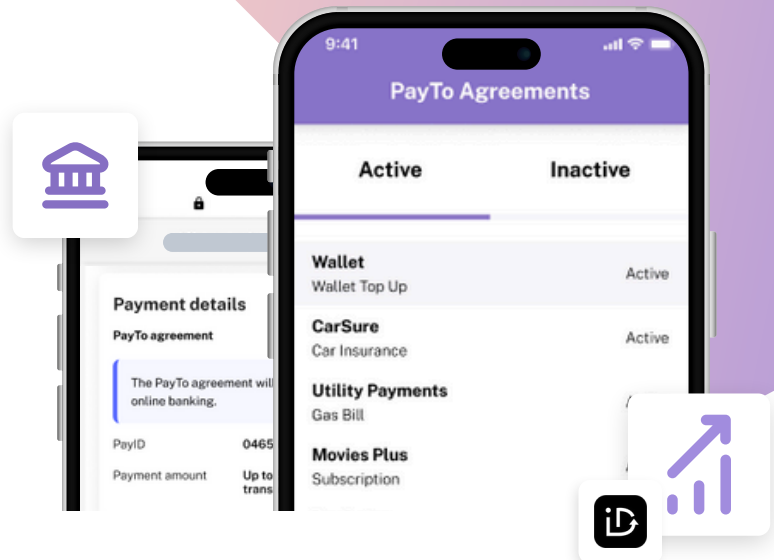 9:41
PayTo Agreements
Active Inactive
Wallet
Wallet Top Up
Active
CarSure
Car Insurance
Active
Utility Payments
Gas Bill
Movies Plus
Subscription
Payment details
PayTo agreement
The PayTo agreement will
online banking.
PayID 0465
Payment amount Up to
trans
iD